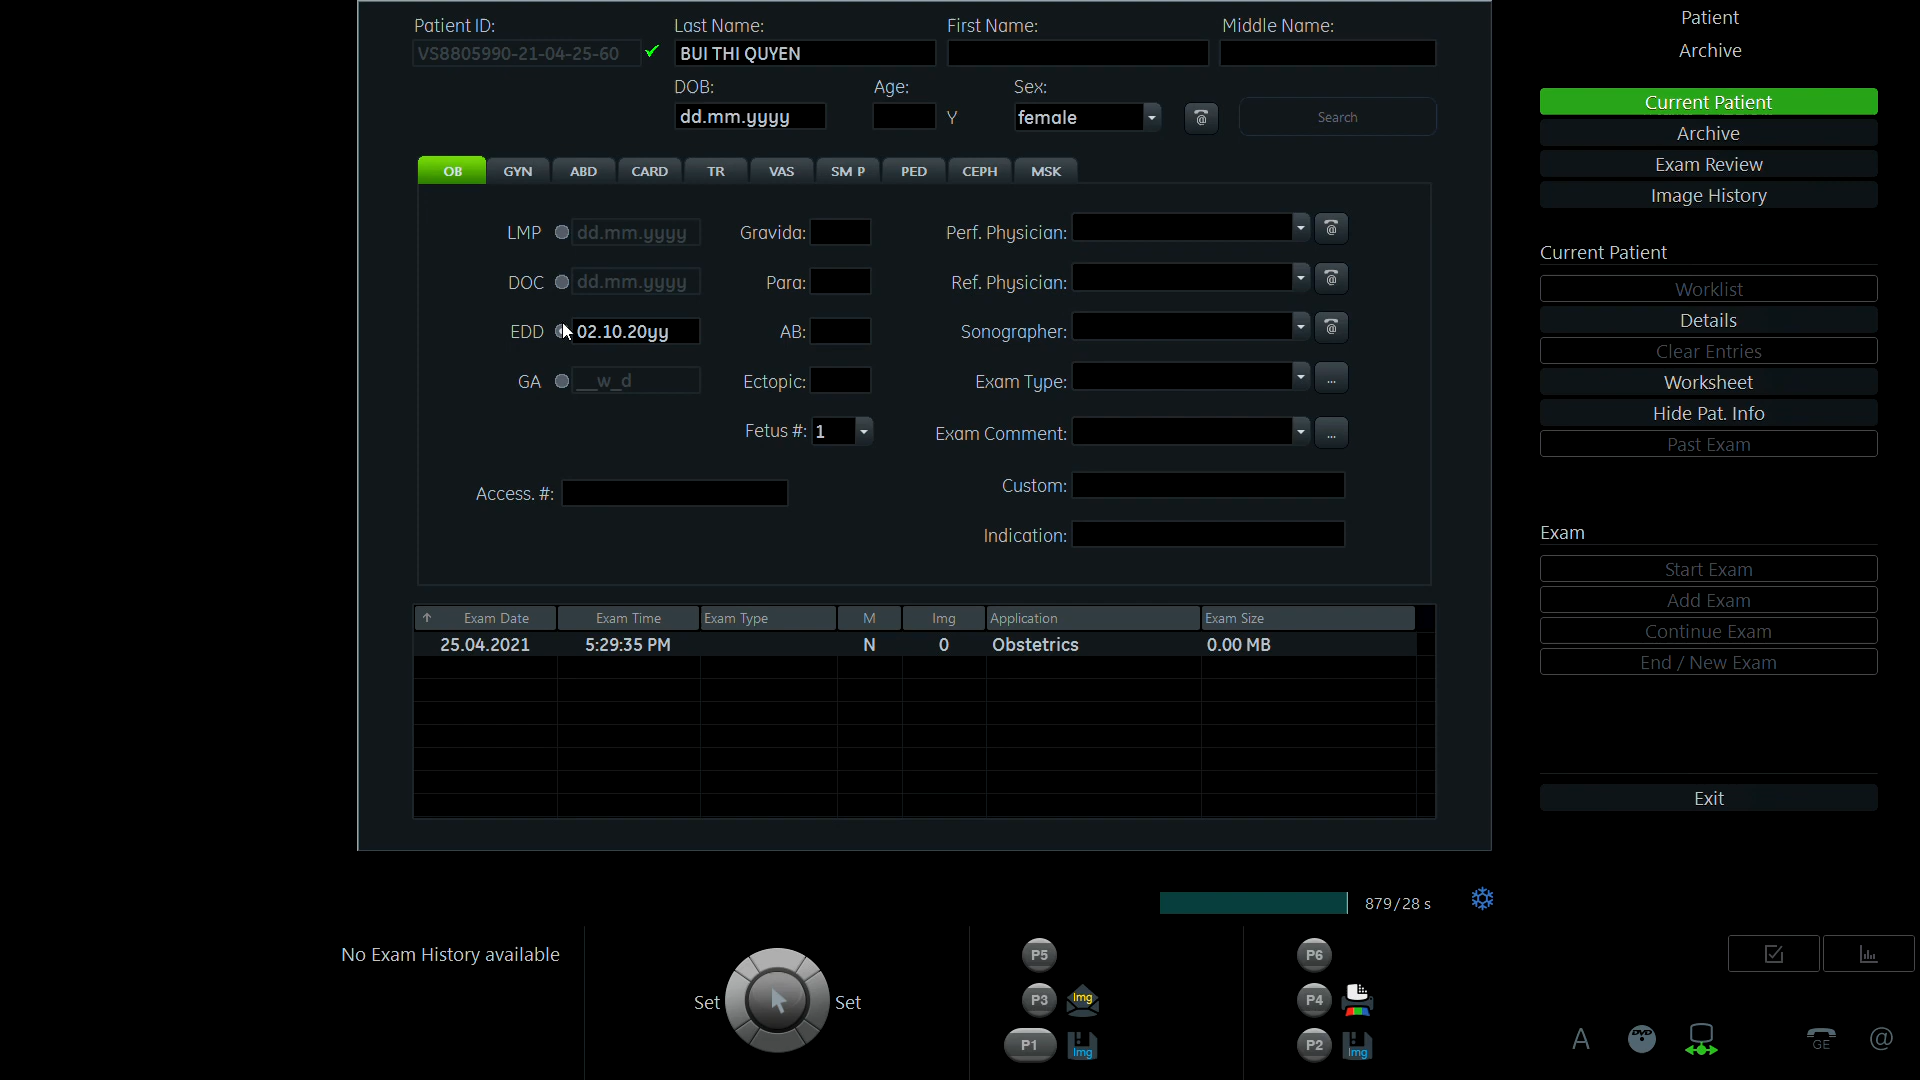 Patient ID:
Last Name:
First Name:
Middle Name:
VS8805990-21-04-25-60
BUI THI QUYEN
DOB:
Age:
Sex:
dd.mm.yyyy
Y
female
Search
OB
GYN
ABD
CARD
TR
VAS
SM P
PED
CEPH
MSK
LMP
dd.mm.yyyy
Gravida:
Perf. Physician:
DOC
dd.mm.yyyy
Para:
Ref. Physician:
EDD
02.10.20yy
AB:
Sonographer:
GA
__w_d
Ectopic:
Exam Type:
...
Fetus #:
1
Exam Comment:
...
Access. #:
Custom:
Indication:
Exam Date
Exam Time
Exam Type
M
Img
Application
Exam Size
25.04.2021
5:29:35 PM
N
0
Obstetrics
0.00 MB
Patient
Archive
Current Patient
Archive
Exam Review
Image History
Current Patient
Worklist
Details
Clear Entries
Worksheet
Hide Pat. Info
Past Exam
Exam
Start Exam
Add Exam
Continue Exam
End / New Exam
Exit
879/28 s
No Exam History available
Set
Set
P5
P3
Img
P1
Img
P6
P4
P2
Img
A
DVD
GE
@